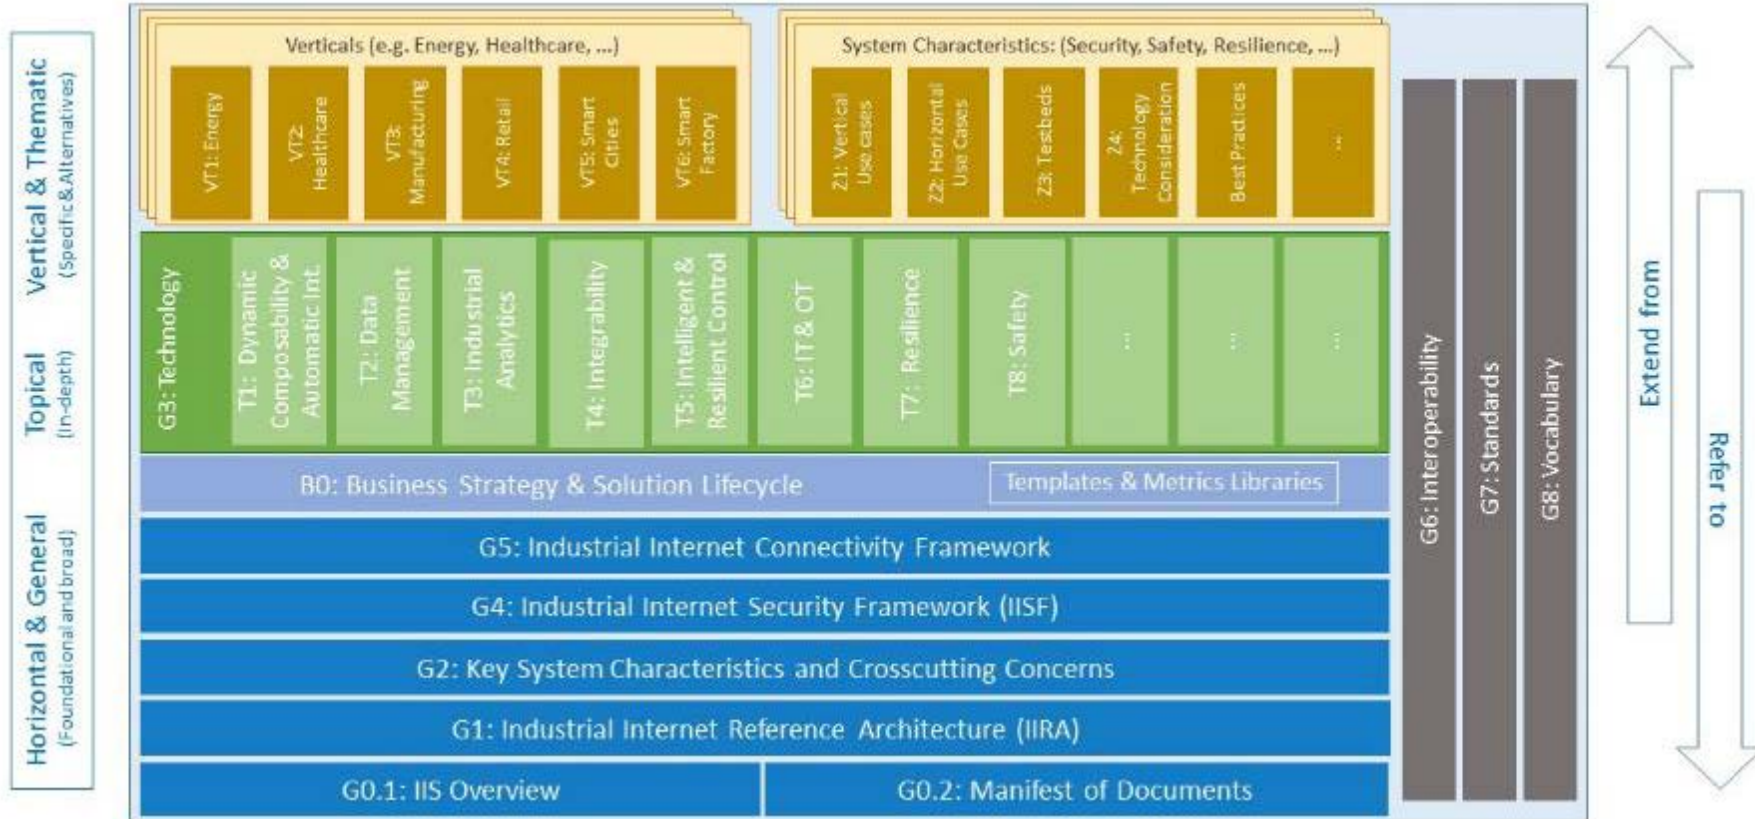 Vertical & Thematic
(Specific & Alternatives)
Topical
(In-depth)
Horizontal & General
(Foundational and broad)
Verticals (e.g. Energy, Healthcare, ...)
VT1: Energy
VT2:
Healthcare
VT3:
Manufacturing
VT4: Retail
VT5: Smart
Cities
VT6: Smart
Factory
System Characteristics: (Security, Safety, Resilience, ...)
Z1: Vertical
Use cases
Z2: Horizontal
Use Cases
Z3: Testbeds
Z4:
Technology
Consideration
Best Practices
...
G3: Technology
T1: Dynamic
Composability &
Automatic Int.
T2: Data
Management
T3: Industrial
Analytics
T4: Integrability
T5: Intelligent &
Resilient Control
T6: IT & OT
T7: Resilience
T8: Safety
...
...
...
B0: Business Strategy & Solution Lifecycle
Templates & Metrics Libraries
G5: Industrial Internet Connectivity Framework
G4: Industrial Internet Security Framework (IISF)
G2: Key System Characteristics and Crosscutting Concerns
G1: Industrial Internet Reference Architecture (IIRA)
G0.1: IIS Overview
G0.2: Manifest of Documents
G6: Interoperability
G7: Standards
G8: Vocabulary
Extend from
Refer to